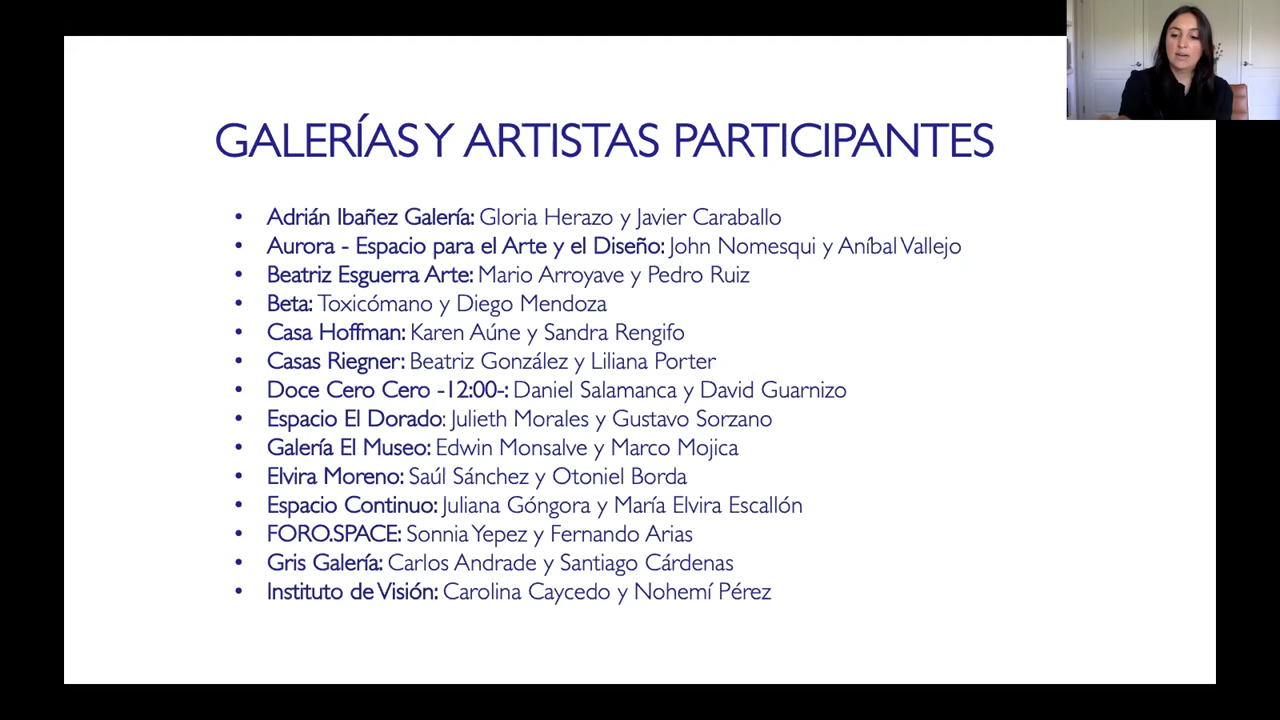 GALERÍAS Y ARTISTAS PARTICIPANTES
• Adrián Ibañez Galería: Gloria Herazo y Javier Caraballo
• Aurora - Espacio para el Arte y el Diseño: John Nomesqui y Aníbal Vallejo
• Beatriz Esguerra Arte: Mario Arroyave y Pedro Ruiz
• Beta: Toxicómano y Diego Mendoza
• Casa Hoffman: Karen Aúne y Sandra Rengifo
• Casas Riegner: Beatriz González y Liliana Porter
• Doce Cero Cero -12:00-: Daniel Salamanca y David Guarnizo
• Espacio El Dorado: Julieth Morales y Gustavo Sorzano
• Galería El Museo: Edwin Monsalve y Marco Mojica
• Elvira Moreno: Saúl Sánchez y Otoniel Borda
• Espacio Continuo: Juliana Góngora y María Elvira Escallón
• FORO.SPACE: Sonnia Yepez y Fernando Arias
• Gris Galería: Carlos Andrade y Santiago Cárdenas
• Instituto de Visión: Carolina Caycedo y Nohemí Pérez